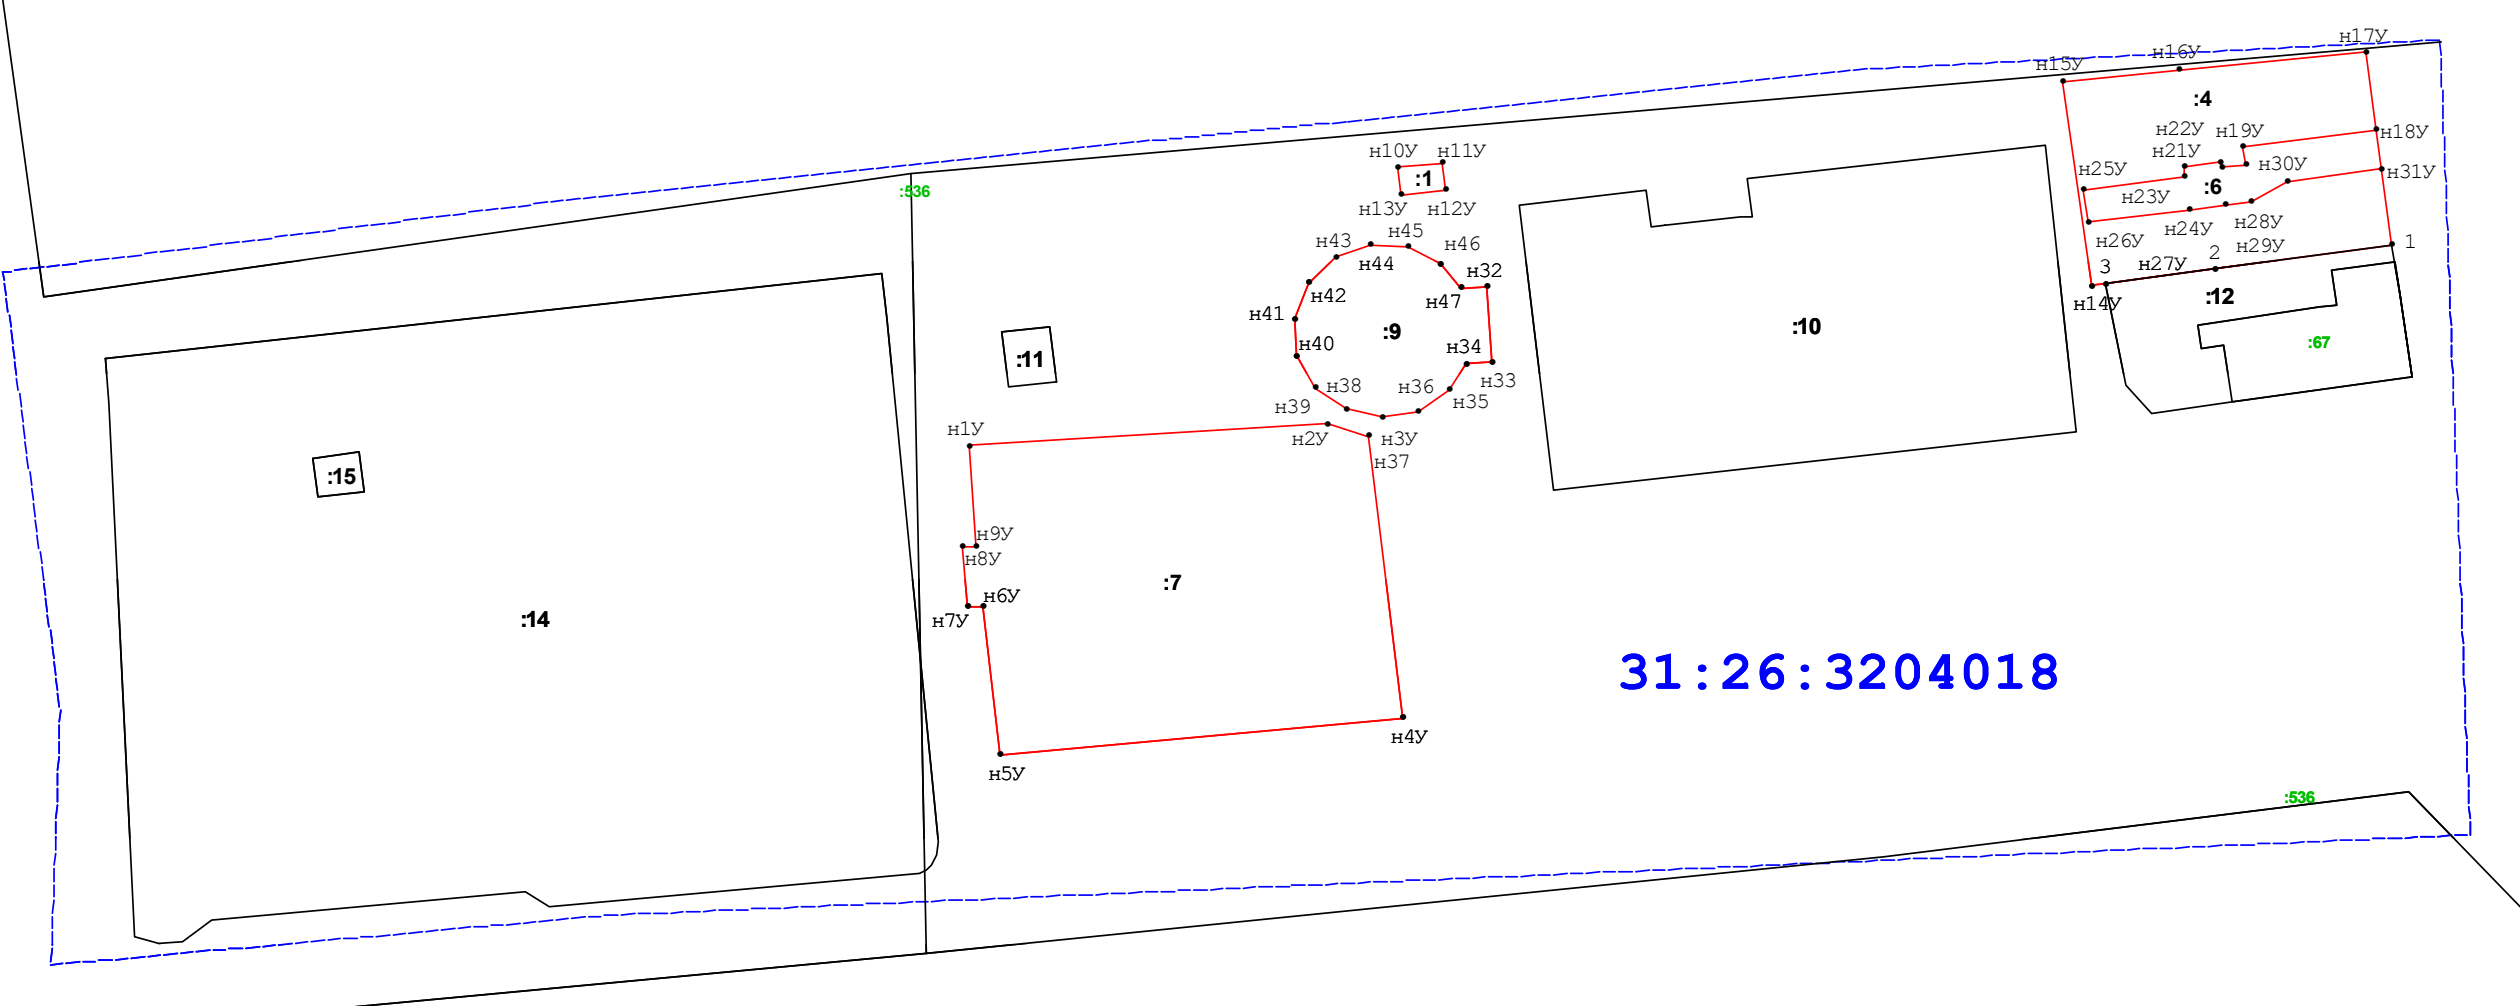 н17У
н16У
н15У
:4
н22У
н19У
н18У
н10У
н11У
н21У
н30У
н25У
н31У
:1
:6
:536
н23У
н13У
н12У
н24У
н28У
н45
н43
н46
н26У
2
н29У
1
н44
н32
3
н27У
н42
н47
н14У
:12
н41
:9
:10
н40
н34
:67
:11
н38
н36
н33
н39
н35
н1У
н2У
н3У
н37
:15
н9У
н8У
:7
н6У
н7У
:14
31:26:3204018
н4У
н5У
:536